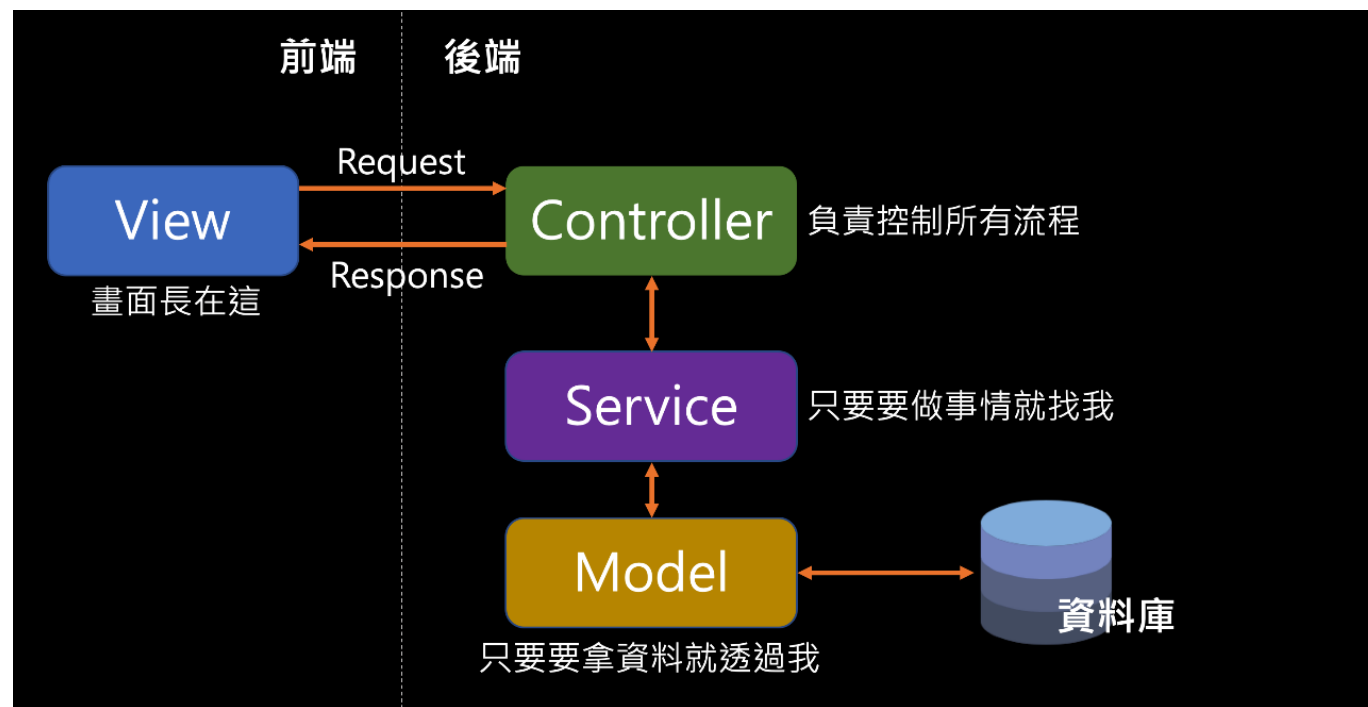 前端
後端
Request
View
Controller
負責控制所有流程
Response
畫面長在這
Service
只要要做事情就找我
Model
資料庫
只要要拿資料就透過我